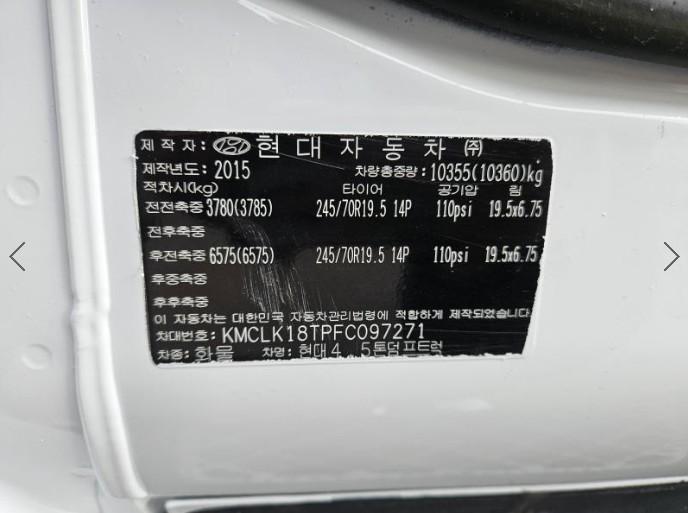 제 작 자: 현 대 자 동 차 ㈜
제작년도: 2015 차량총중량: 10355(10360)kg
적차시(kg) 타이어 공기압 림
전전축중 3780(3785) 245/70R19.5 14P 110psi 19.5x6.75
전후축중
후전축중 6575(6575) 245/70R19.5 14P 110psi 19.5x6.75
후중축중
후후축중
이 자동차는 대한민국 자동차관리법령에 적합하게 제작되었습니다.
차대번호: KMCLK18TPFC097271
차종: 화물 차명: 현대4.5톤덤프트럭